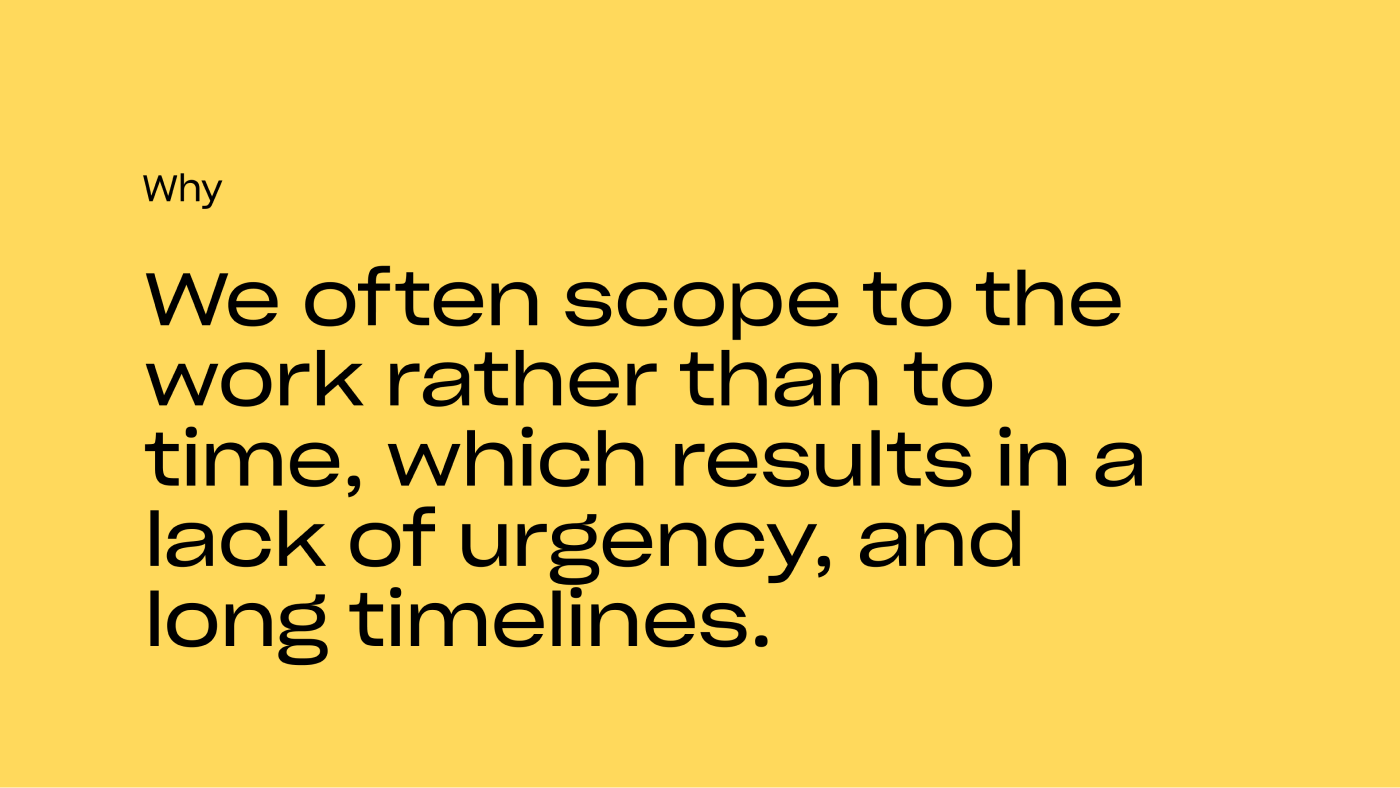 Why
We often scope to the
work rather than to
time, which results in a
lack of urgency, and
long timelines.